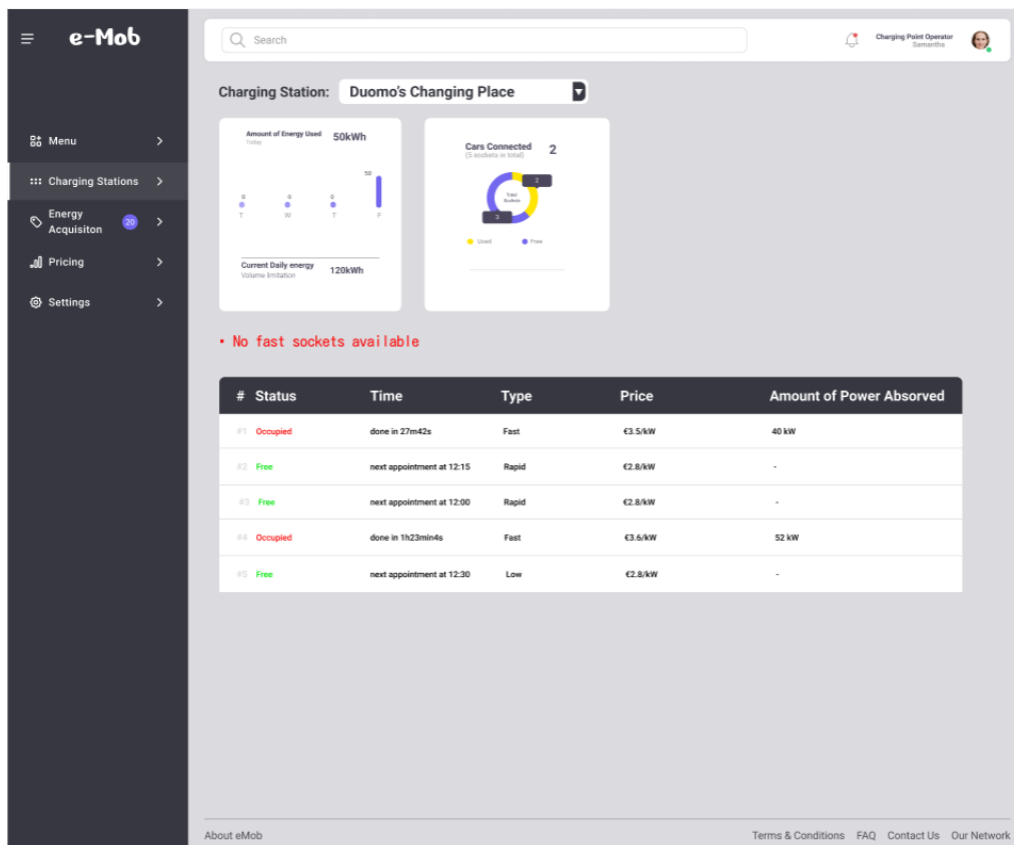 e-Mob
Search
Charging Point Operator
Samantha
Menu
Charging Stations
Energy
Acquisiton
20
Pricing
Settings
Charging Station:
Duomo's Changing Place
Amount of Energy Used 50kWh
Today
50
0 0 0
T W T F
Current Daily energy 120kWh
Volume limitation
Cars Connected 2
(5 sockets in total)
2
Total
Sockets
3
Used Free
• No fast sockets available
# Status Time Type Price Amount of Power Absorved
#1 Occupied done in 27m42s Fast €3.5/kW 40 kW
#2 Free next appointment at 12:15 Rapid €2.8/kW -
#3 Free next appointment at 12:00 Rapid €2.8/kW -
#4 Occupied done in 1h23min4s Fast €3.6/kW 52 kW
#5 Free next appointment at 12:30 Low €2.8/kW -
About eMob
Terms & Conditions FAQ Contact Us Our Network